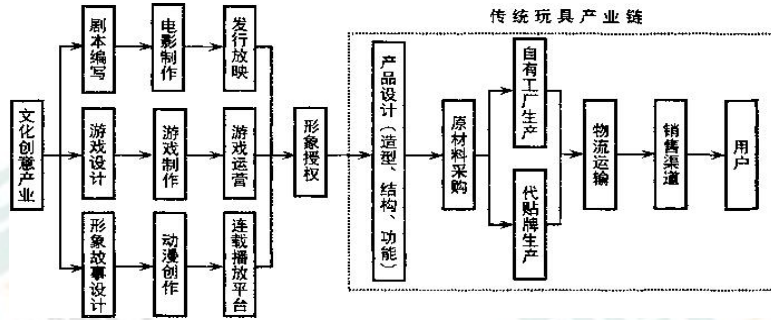 传统玩具产业链
文化创意产业
剧本编写
电影制作
发行放映
游戏设计
游戏制作
游戏运营
形象故事设计
动漫创作
连载播放平台
形象授权
产品设计（造型、结构、功能）
原材料采购
自有工厂生产
代贴牌生产
物流运输
销售渠道
用户